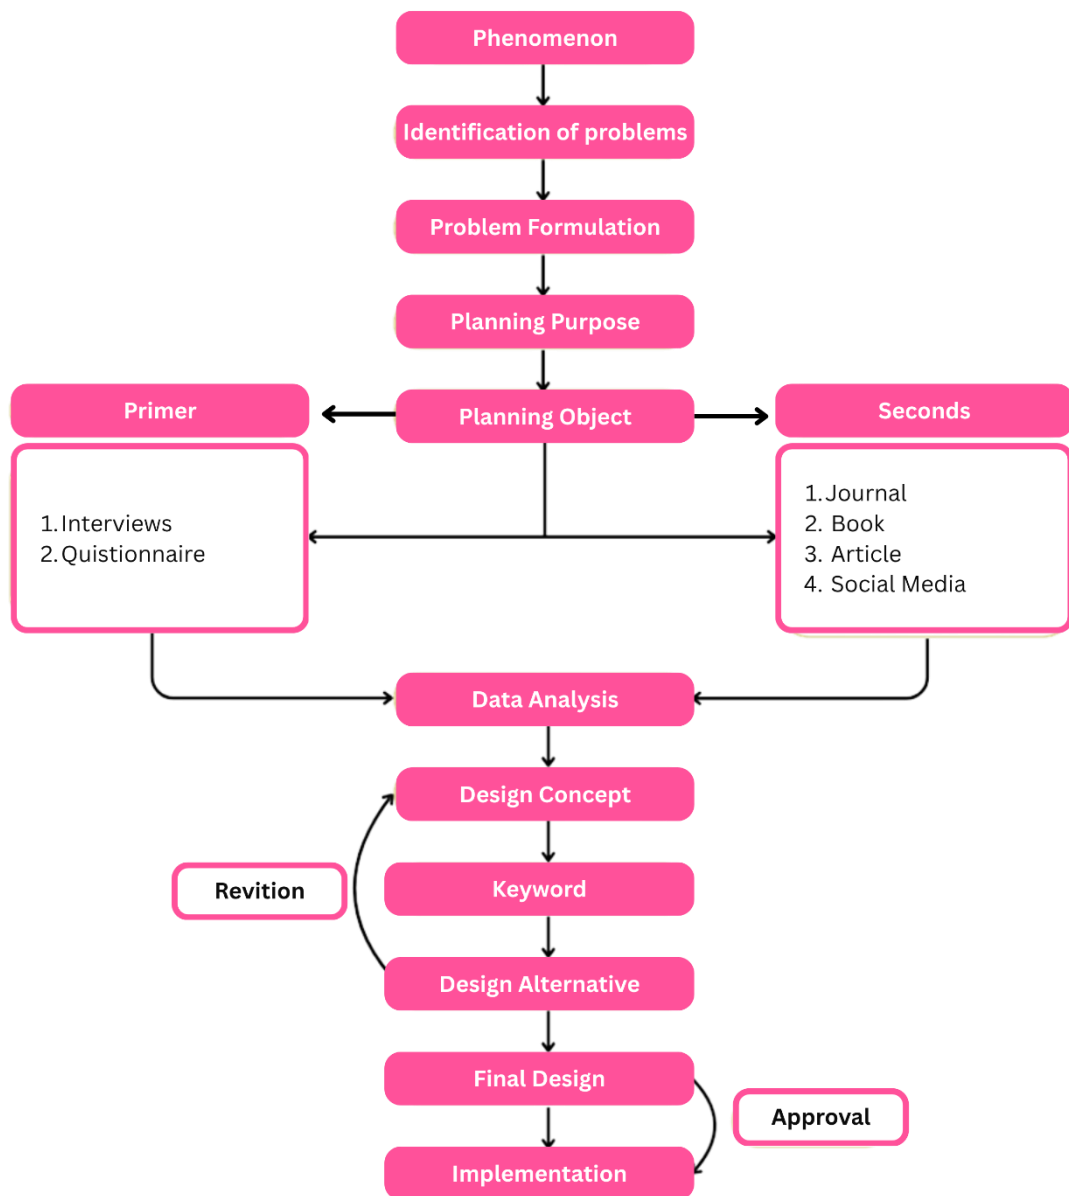 Phenomenon
Identification of problems
Problem Formulation
Planning Purpose
Planning Object
Primer
1.Interviews
2.Quistionnaire
Seconds
1.Journal
2. Book
3. Article
4. Social Media
Data Analysis
Design Concept
Revition
Keyword
Design Alternative
Final Design
Approval
Implementation